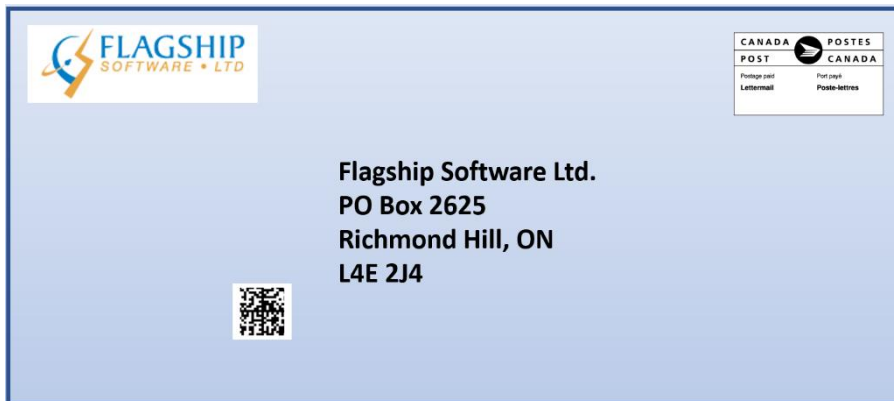 FLAGSHIP
SOFTWARE • LTD
CANADA POSTES
POST CANADA
Postage paid Port payé
Lettermail Poste-lettres
Flagship Software Ltd.
PO Box 2625
Richmond Hill, ON
L4E 2J4